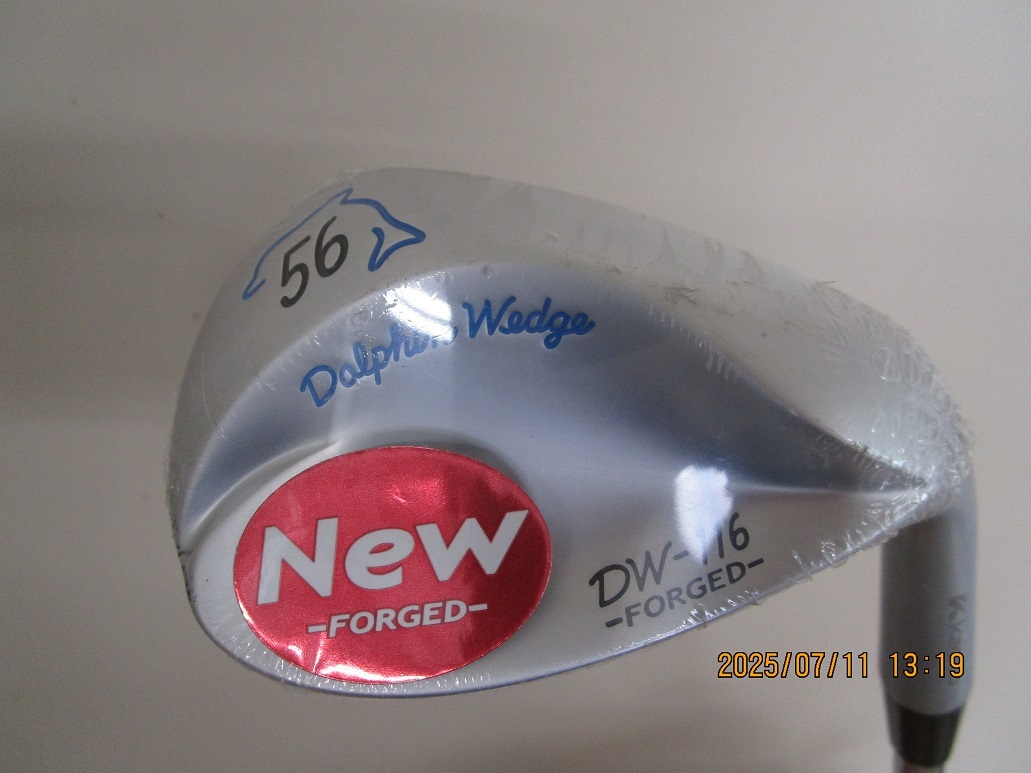 56
Dolphin Wedge
New
-FORGED-
DW-116
-FORGED-
2025/07/11 13:19